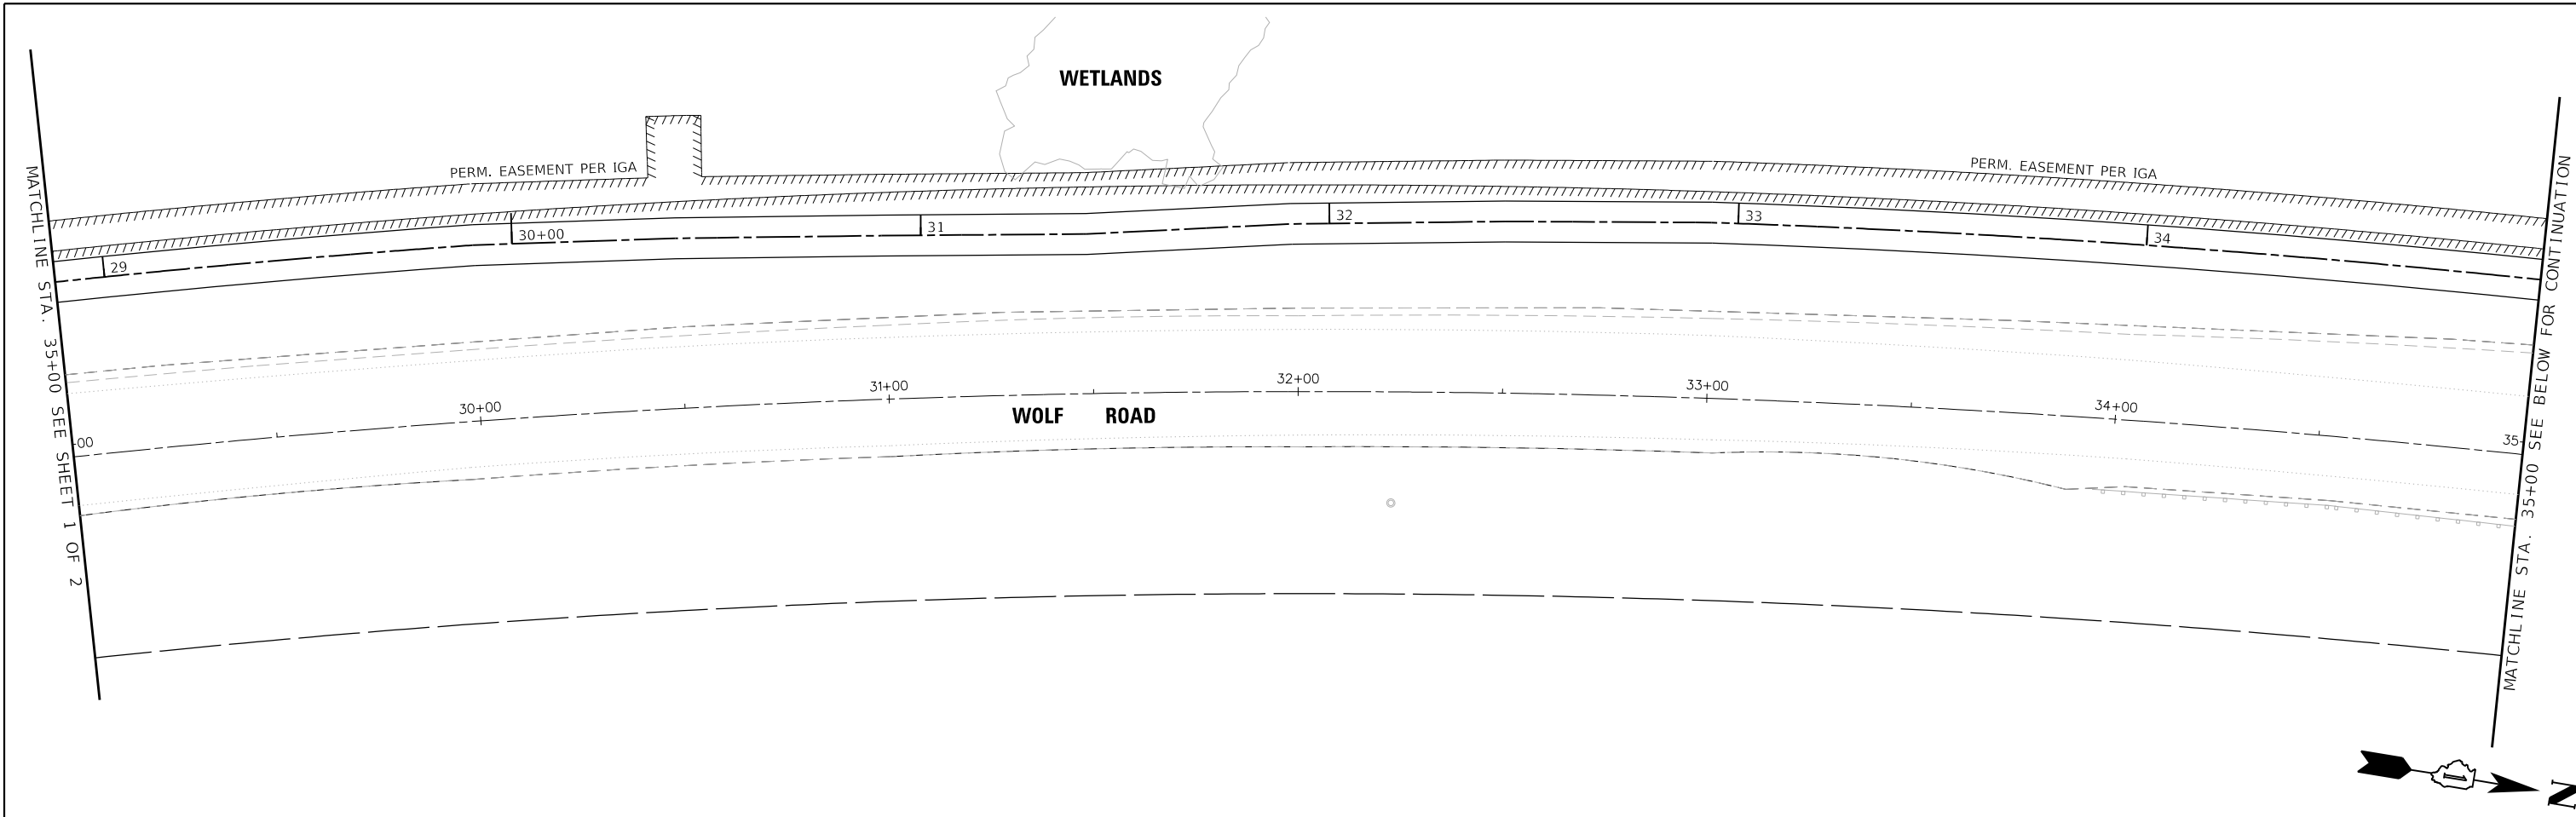 WETLANDS
PERM. EASEMENT PER IGA
PERM. EASEMENT PER IGA
29
30+00
31
32
33
34
MATCHLINE STA. 35+00 SEE SHEET 1 OF 2
00
30+00
31+00
32+00
33+00
34+00
35
WOLF ROAD
MATCHLINE STA. 35+00 SEE BELOW FOR CONTINUATION
N